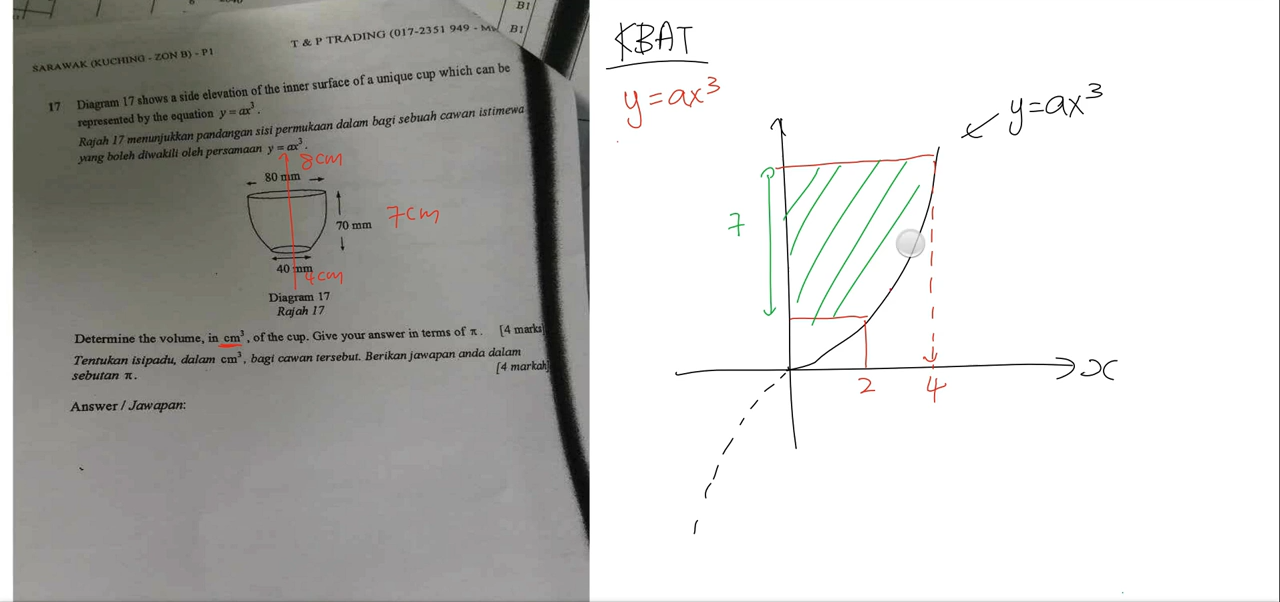 B1
T & P TRADING (017-2351 949 - M
B1
SARAWAK (KUCHING - ZON B) - P1
17 Diagram 17 shows a side elevation of the inner surface of a unique cup which can be
represented by the equation y = ax³.
Rajah 17 menunjukkan pandangan sisi permukaan dalam bagi sebuah cawan istimewa
yang boleh diwakili oleh persamaan y = ax³.
8cm
80 mm
7cm
70 mm
40 mm
4cm
Diagram 17
Rajah 17
Determine the volume, in cm³, of the cup. Give your answer in terms of π. [4 marks]
Tentukan isipadu, dalam cm³, bagi cawan tersebut. Berikan jawapan anda dalam
sebutan π. [4 markah]
Answer / Jawapan:
KBAT
y=ax³
y=ax³
7
x
2
4